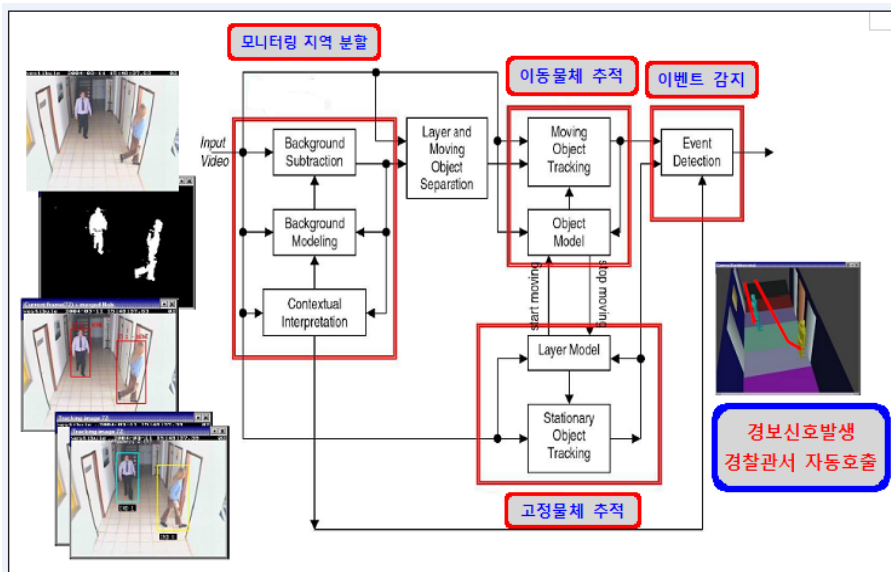 모니터링 지역 분할
이동물체 추적
이벤트 감지
Input
Video
Background
Subtraction
Layer and
Moving
Object
Separation
Moving
Object
Tracking
Event
Detection
Background
Modeling
Object
Model
Contextual
Interpretation
start moving
stop moving
Layer Model
Stationary
Object
Tracking
고정물체 추적
경보신호발생
경찰관서 자동호출